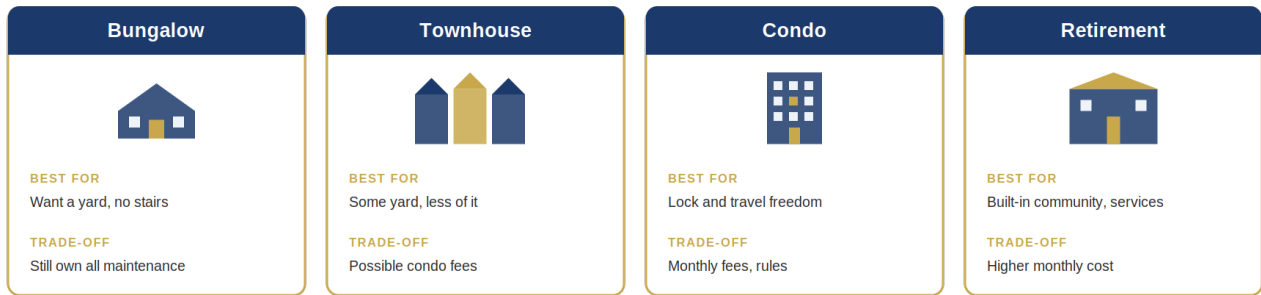 Bungalow
BEST FOR
Want a yard, no stairs
TRADE-OFF
Still own all maintenance
Townhouse
BEST FOR
Some yard, less of it
TRADE-OFF
Possible condo fees
Condo
BEST FOR
Lock and travel freedom
TRADE-OFF
Monthly fees, rules
Retirement
BEST FOR
Built-in community, services
TRADE-OFF
Higher monthly cost